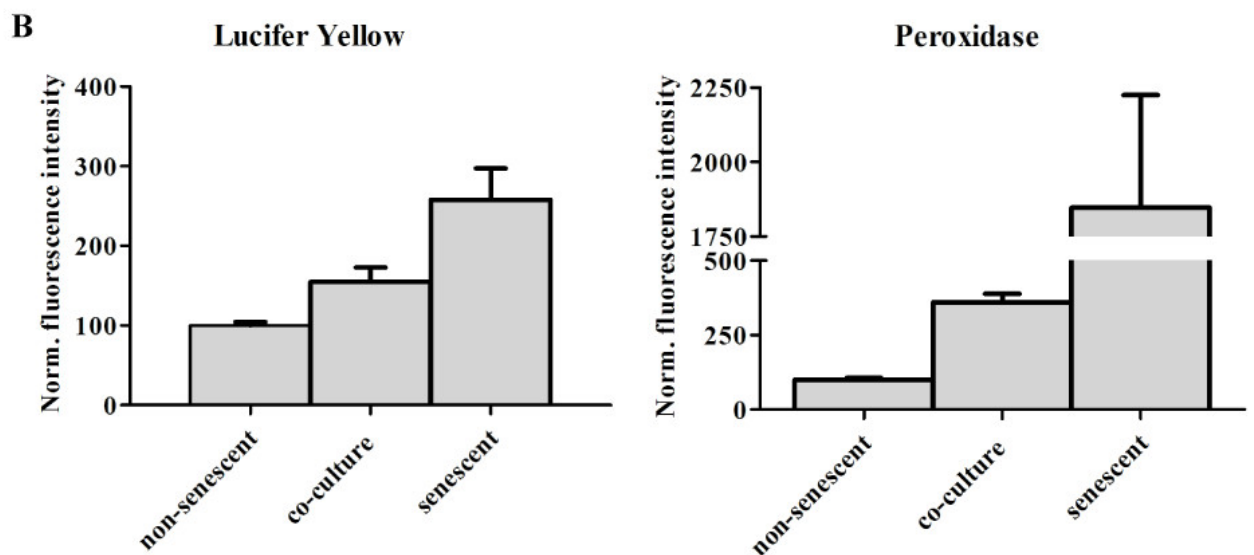 B
Lucifer Yellow
Norm. fluorescence intensity
400
300
200
100
0
non-senescent
co-culture
senescent
Peroxidase
Norm. fluorescence intensity
2250
2000
1750
500
250
0
non-senescent
co-culture
senescent